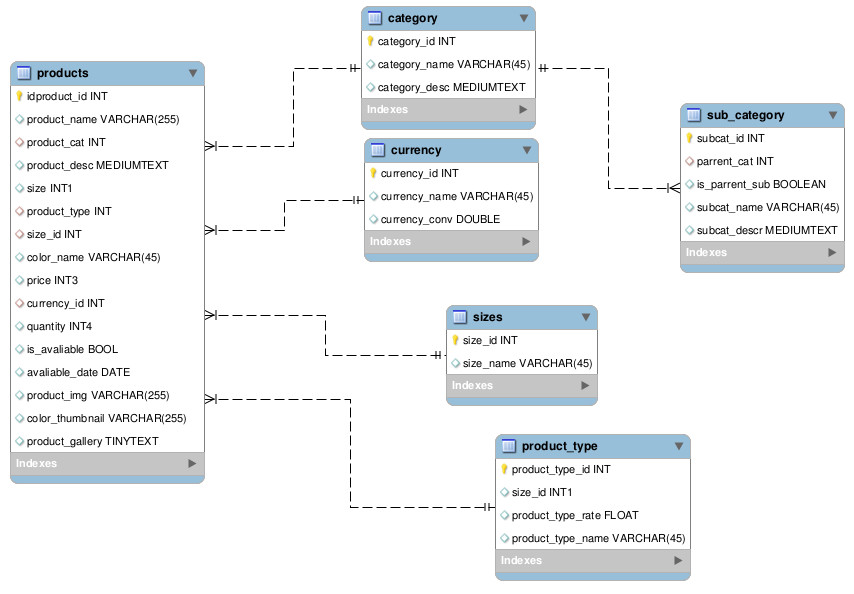 products
idproduct_id INT
product_name VARCHAR(255)
product_cat INT
product_desc MEDIUMTEXT
size INT1
product_type INT
size_id INT
color_name VARCHAR(45)
price INT3
currency_id INT
quantity INT4
is_avaliable BOOL
avaliable_date DATE
product_img VARCHAR(255)
color_thumbnail VARCHAR(255)
product_gallery TINYTEXT
Indexes
category
category_id INT
category_name VARCHAR(45)
category_desc MEDIUMTEXT
Indexes
currency
currency_id INT
currency_name VARCHAR(45)
currency_conv DOUBLE
Indexes
sub_category
subcat_id INT
parrent_cat INT
is_parrent_sub BOOLEAN
subcat_name VARCHAR(45)
subcat_descr MEDIUMTEXT
Indexes
sizes
size_id INT
size_name VARCHAR(45)
Indexes
product_type
product_type_id INT
size_id INT1
product_type_rate FLOAT
product_type_name VARCHAR(45)
Indexes